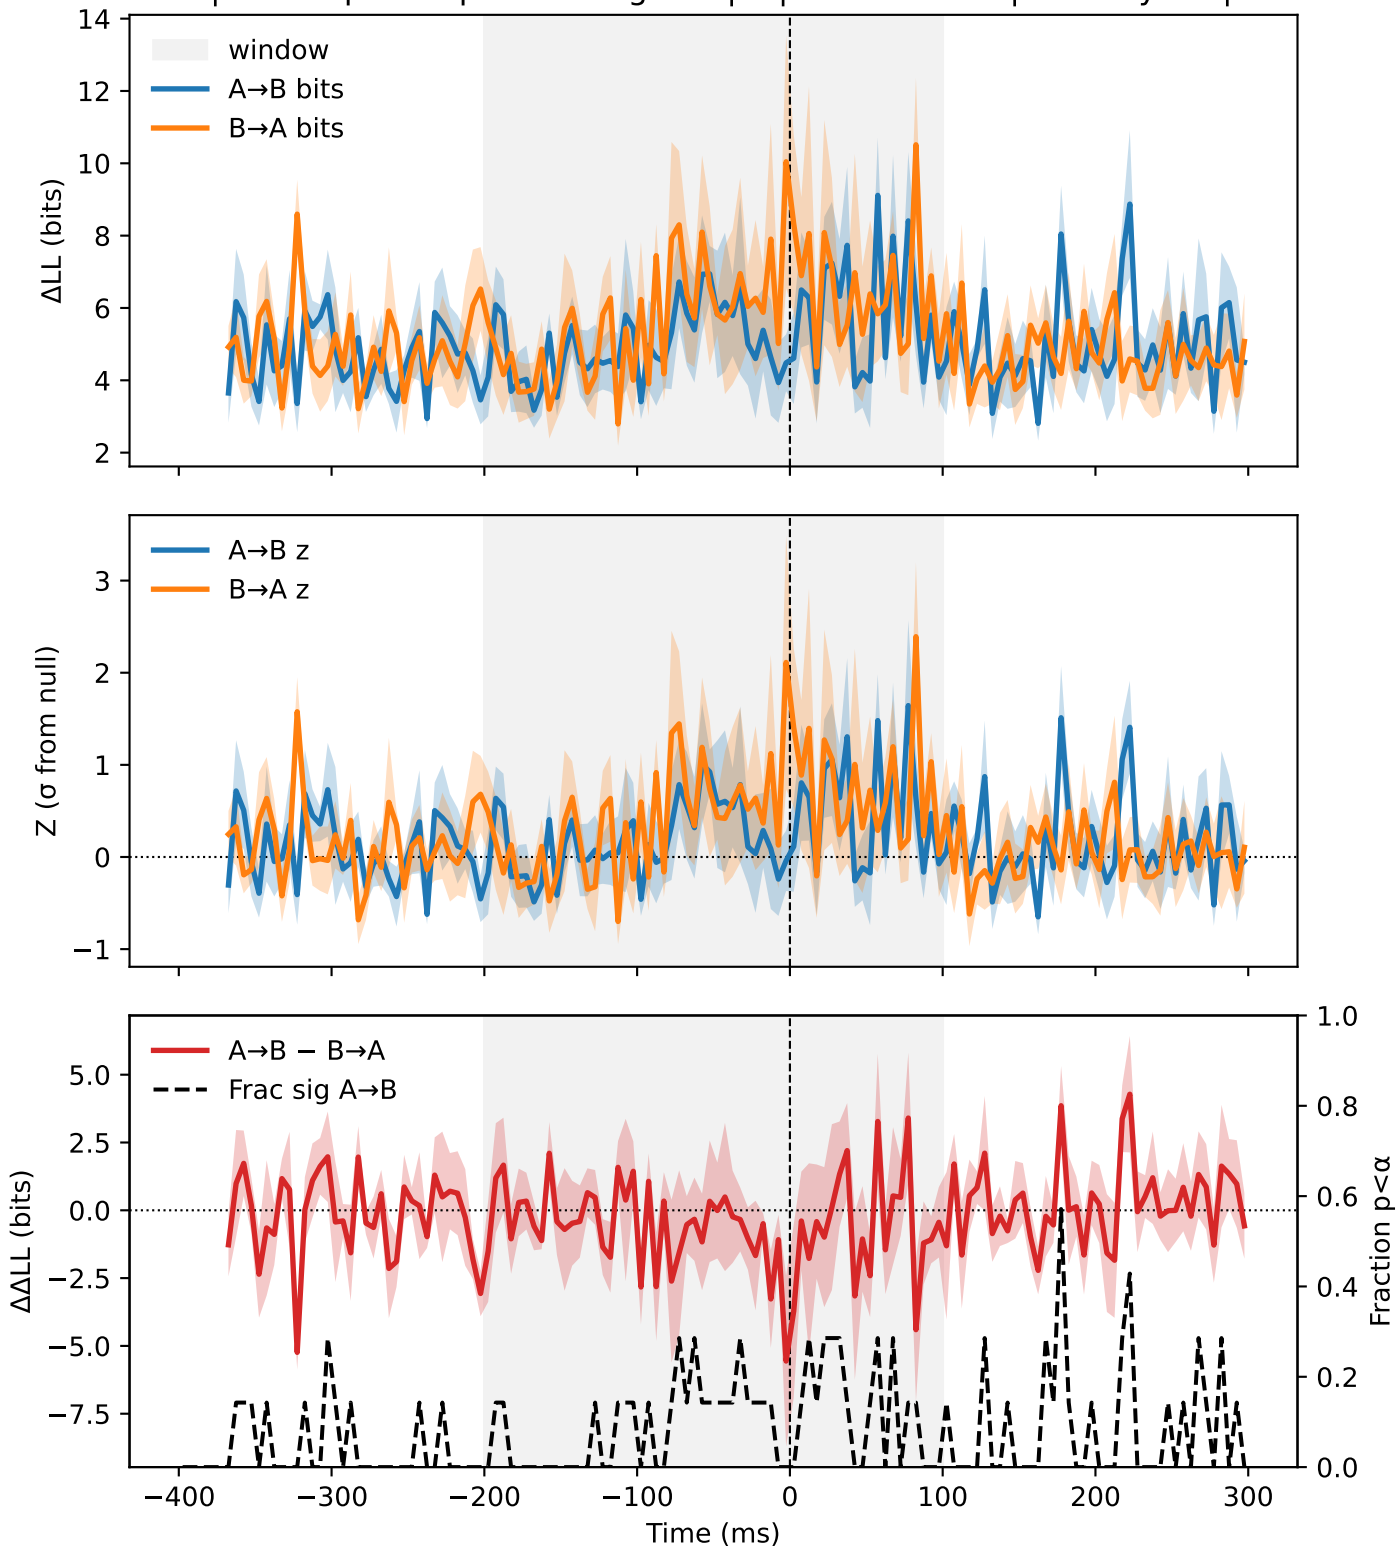 14
12
10
8
6
4
2
ΔLL (bits)
window
A→B bits
B→A bits
3
2
1
0
−1
Z (σ from null)
A→B z
B→A z
5.0
2.5
0.0
−2.5
−5.0
−7.5
ΔΔLL (bits)
A→B − B→A
Frac sig A→B
1.0
0.8
0.6
0.4
0.2
0.0
Fraction p<α
−400 −300 −200 −100 0 100 200 300
Time (ms)